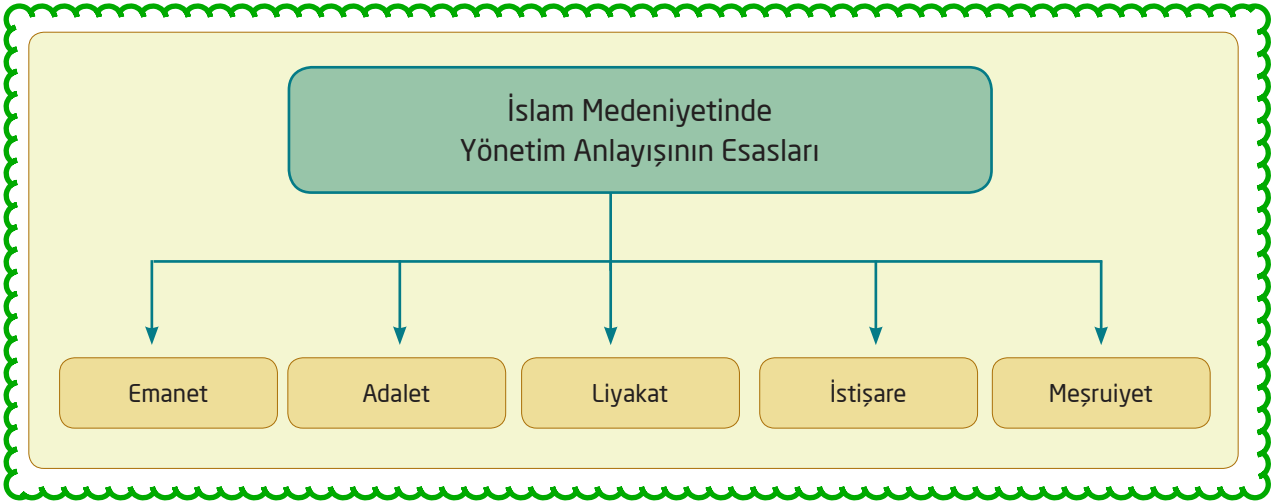 İslam Medeniyetinde
Yönetim Anlayışının Esasları
Emanet
Adalet
Liyakat
İstişare
Meşruiyet